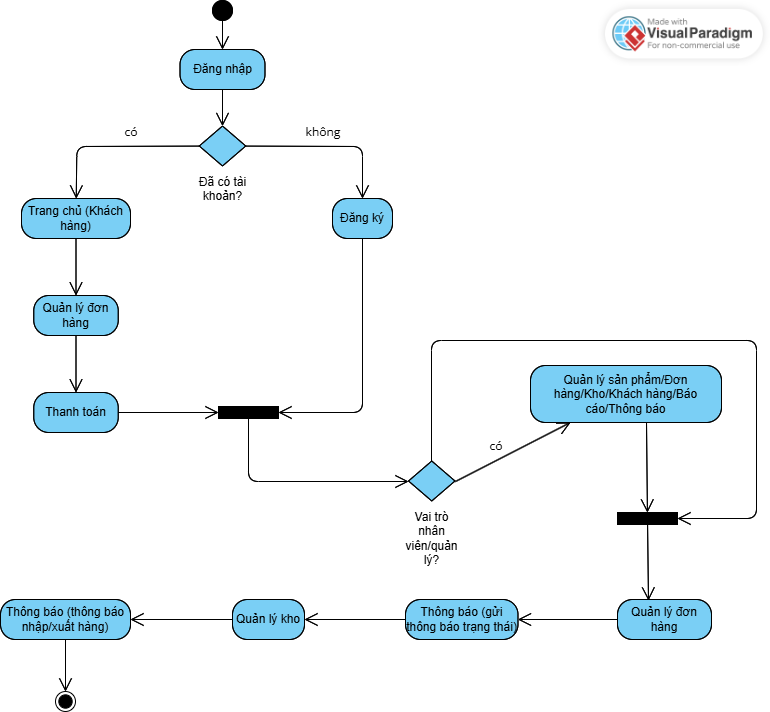 Made with
VisualParadigm
For non-commercial use
Đăng nhập
có
không
Đã có tài
khoản?
Trang chủ (Khách
hàng)
Đăng ký
Quản lý đơn
hàng
Thanh toán
Quản lý sản phẩm/Đơn
hàng/Kho/Khách hàng/Báo
cáo/Thông báo
có
Vai trò
nhân
viên/quản
lý?
Thông báo (thông báo
nhập/xuất hàng)
Quản lý kho
Thông báo (gửi
thông báo trạng thái)
Quản lý đơn
hàng